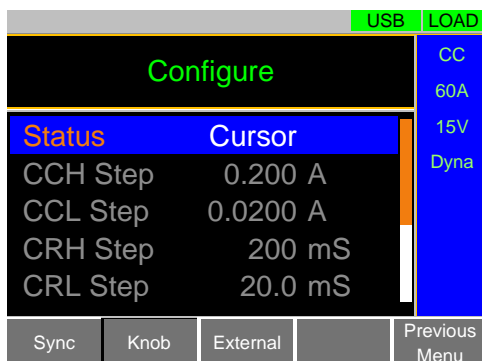 USB LOAD
Configure
CC
60A
15V
Dyna
Status Cursor
CCH Step 0.200 A
CCL Step 0.0200 A
CRH Step 200 mS
CRL Step 20.0 mS
Sync Knob External Previous Menu